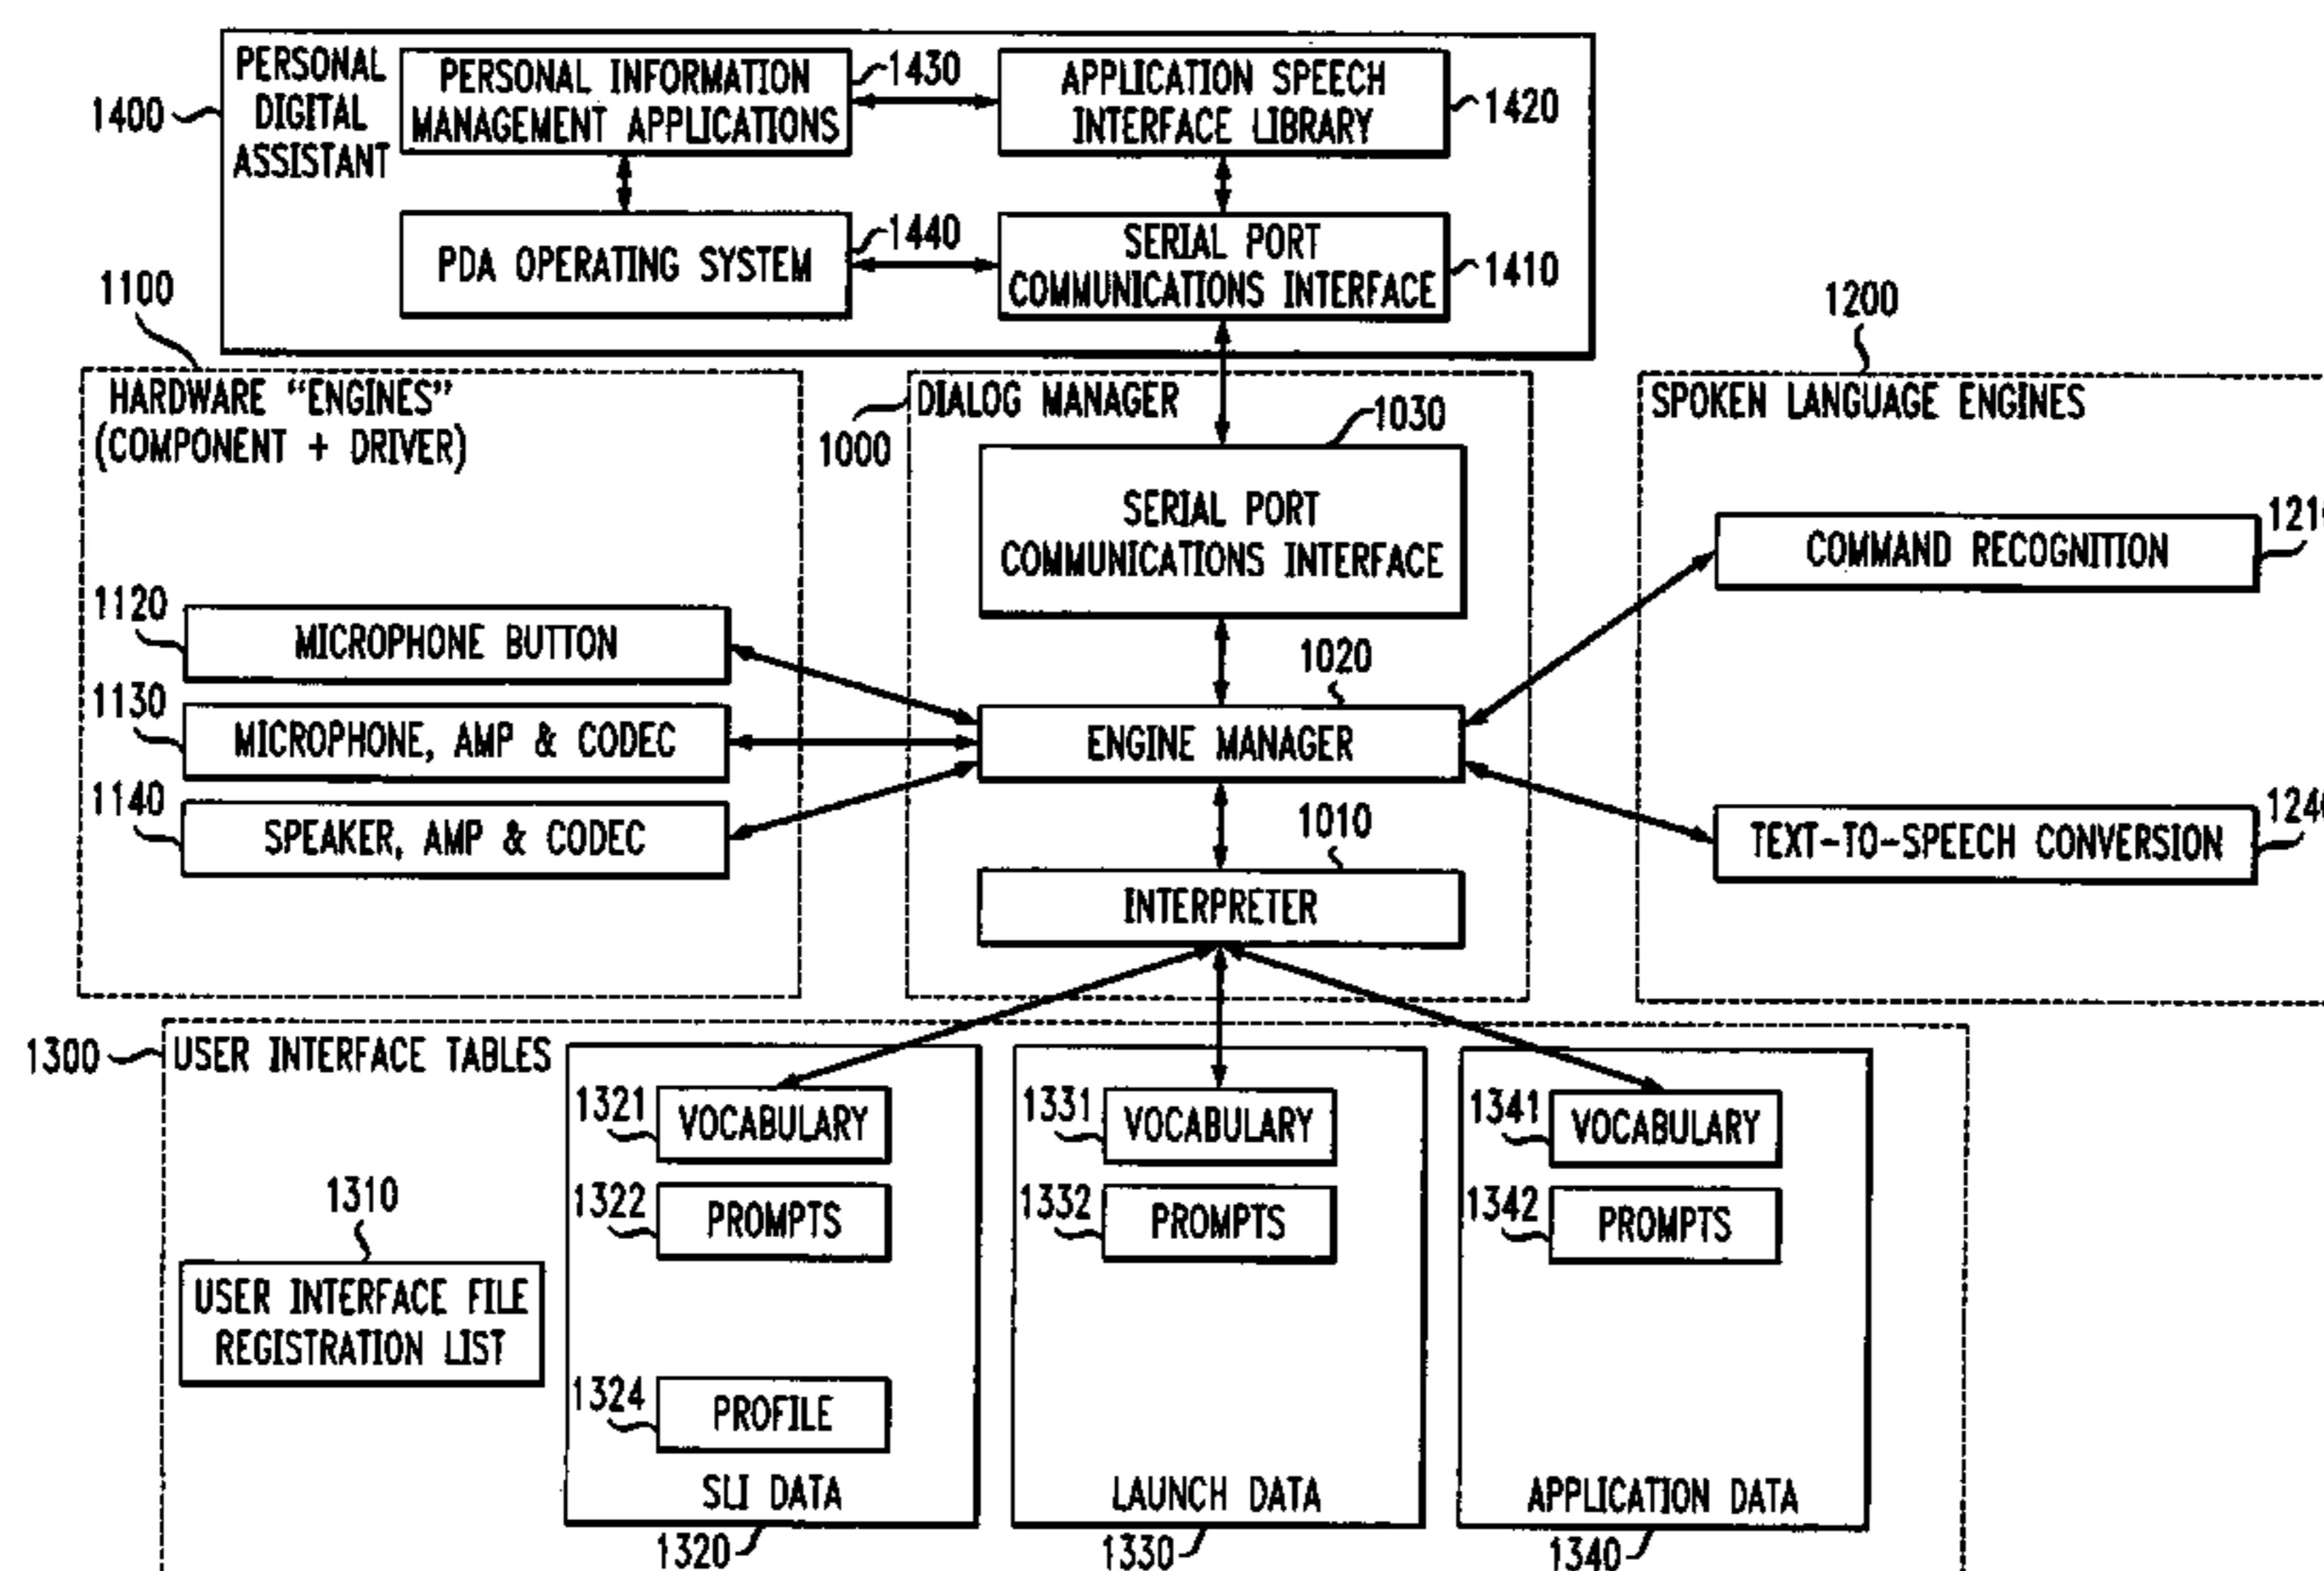 PERSONAL
DIGITAL
ASSISTANT
1400
PERSONAL INFORMATION
MANAGEMENT APPLICATIONS
1430
APPLICATION SPEECH
INTERFACE LIBRARY
1420
PDA OPERATING SYSTEM
1440
SERIAL PORT
COMMUNICATIONS INTERFACE
1410
1100
HARDWARE "ENGINES"
(COMPONENT + DRIVER)
1120
MICROPHONE BUTTON
1130
MICROPHONE, AMP & CODEC
1140
SPEAKER, AMP & CODEC
DIALOG MANAGER
1000
1030
SERIAL PORT
COMMUNICATIONS INTERFACE
1020
ENGINE MANAGER
1010
INTERPRETER
1200
SPOKEN LANGUAGE ENGINES
COMMAND RECOGNITION
TEXT-TO-SPEECH CONVERSION
1300
USER INTERFACE TABLES
1310
USER INTERFACE FILE
REGISTRATION LIST
1321
VOCABULARY
1322
PROMPTS
1324
PROFILE
SLI DATA
1320
1331
VOCABULARY
1332
PROMPTS
LAUNCH DATA
1330
1341
VOCABULARY
1342
PROMPTS
APPLICATION DATA
1340